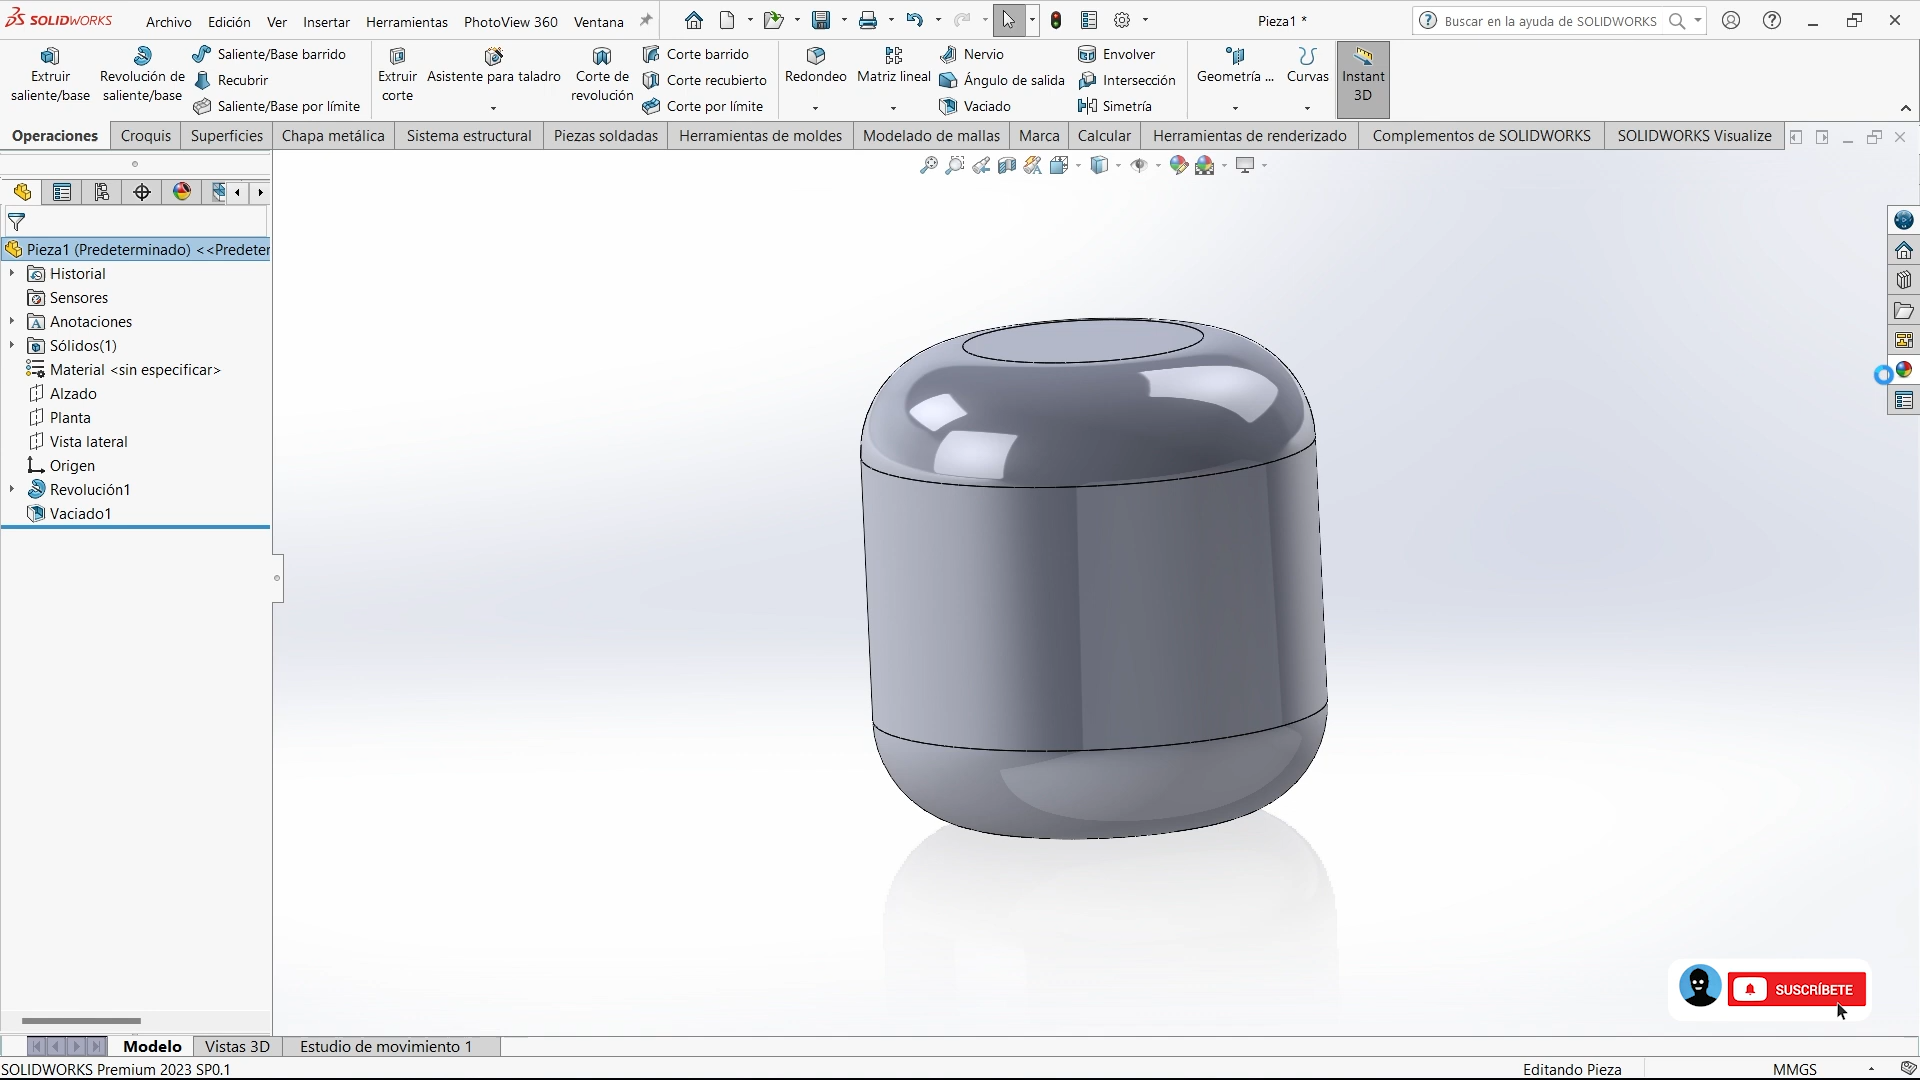 SOLIDWORKS Archivo Edición Ver Insertar Herramientas PhotoView 360 Ventana Pieza1 * Buscar en la ayuda de SOLIDWORKS
Extruir saliente/base
Revolución de saliente/base
Saliente/Base barrido
Recubrir
Saliente/Base por límite
Extruir corte
Asistente para taladro
Corte de revolución
Corte barrido
Corte recubierto
Corte por límite
Redondeo
Matriz lineal
Nervio
Ángulo de salida
Vaciado
Envolver
Intersección
Simetría
Geometría ...
Curvas
Instant 3D
Operaciones Croquis Superficies Chapa metálica Sistema estructural Piezas soldadas Herramientas de moldes Modelado de mallas Marca Calcular Herramientas de renderizado Complementos de SOLIDWORKS SOLIDWORKS Visualize
Pieza1 (Predeterminado) <<Predeter
Historial
Sensores
Anotaciones
Sólidos(1)
Material <sin especificar>
Alzado
Planta
Vista lateral
Origen
Revolución1
Vaciado1
SUSCRÍBETE
Modelo Vistas 3D Estudio de movimiento 1
SOLIDWORKS Premium 2023 SP0.1 Editando Pieza MMGS